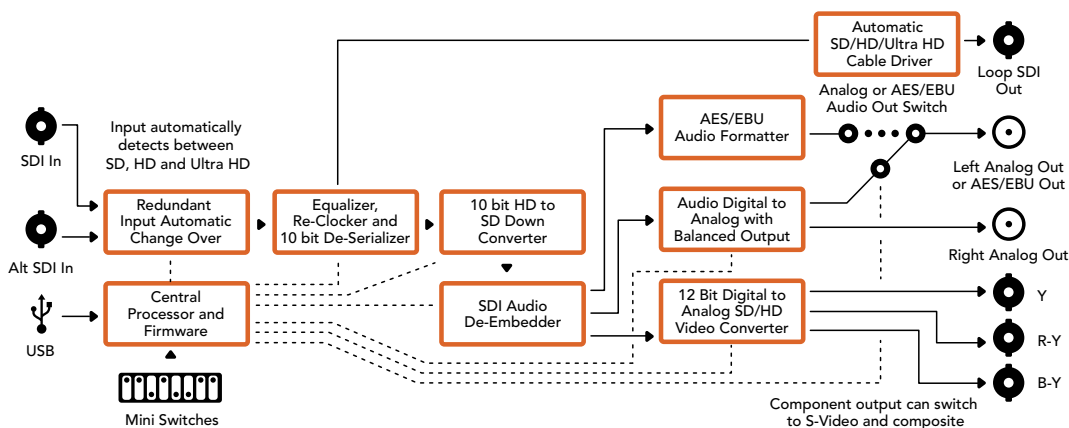 Automatic
SD/HD/Ultra HD
Cable Driver
Loop SDI
Out
Analog or AES/EBU
Audio Out Switch
SDI In
Input automatically
detects between
SD, HD and Ultra HD
AES/EBU
Audio Formatter
Left Analog Out
or AES/EBU Out
Alt SDI In
Redundant
Input Automatic
Change Over
Equalizer,
Re-Clocker and
10 bit De-Serializer
10 bit HD to
SD Down
Converter
Audio Digital to
Analog with
Balanced Output
Right Analog Out
USB
Central
Processor and
Firmware
SDI Audio
De-Embedder
12 Bit Digital to
Analog SD/HD
Video Converter
Y
R-Y
B-Y
Mini Switches
Component output can switch
to S-Video and composite